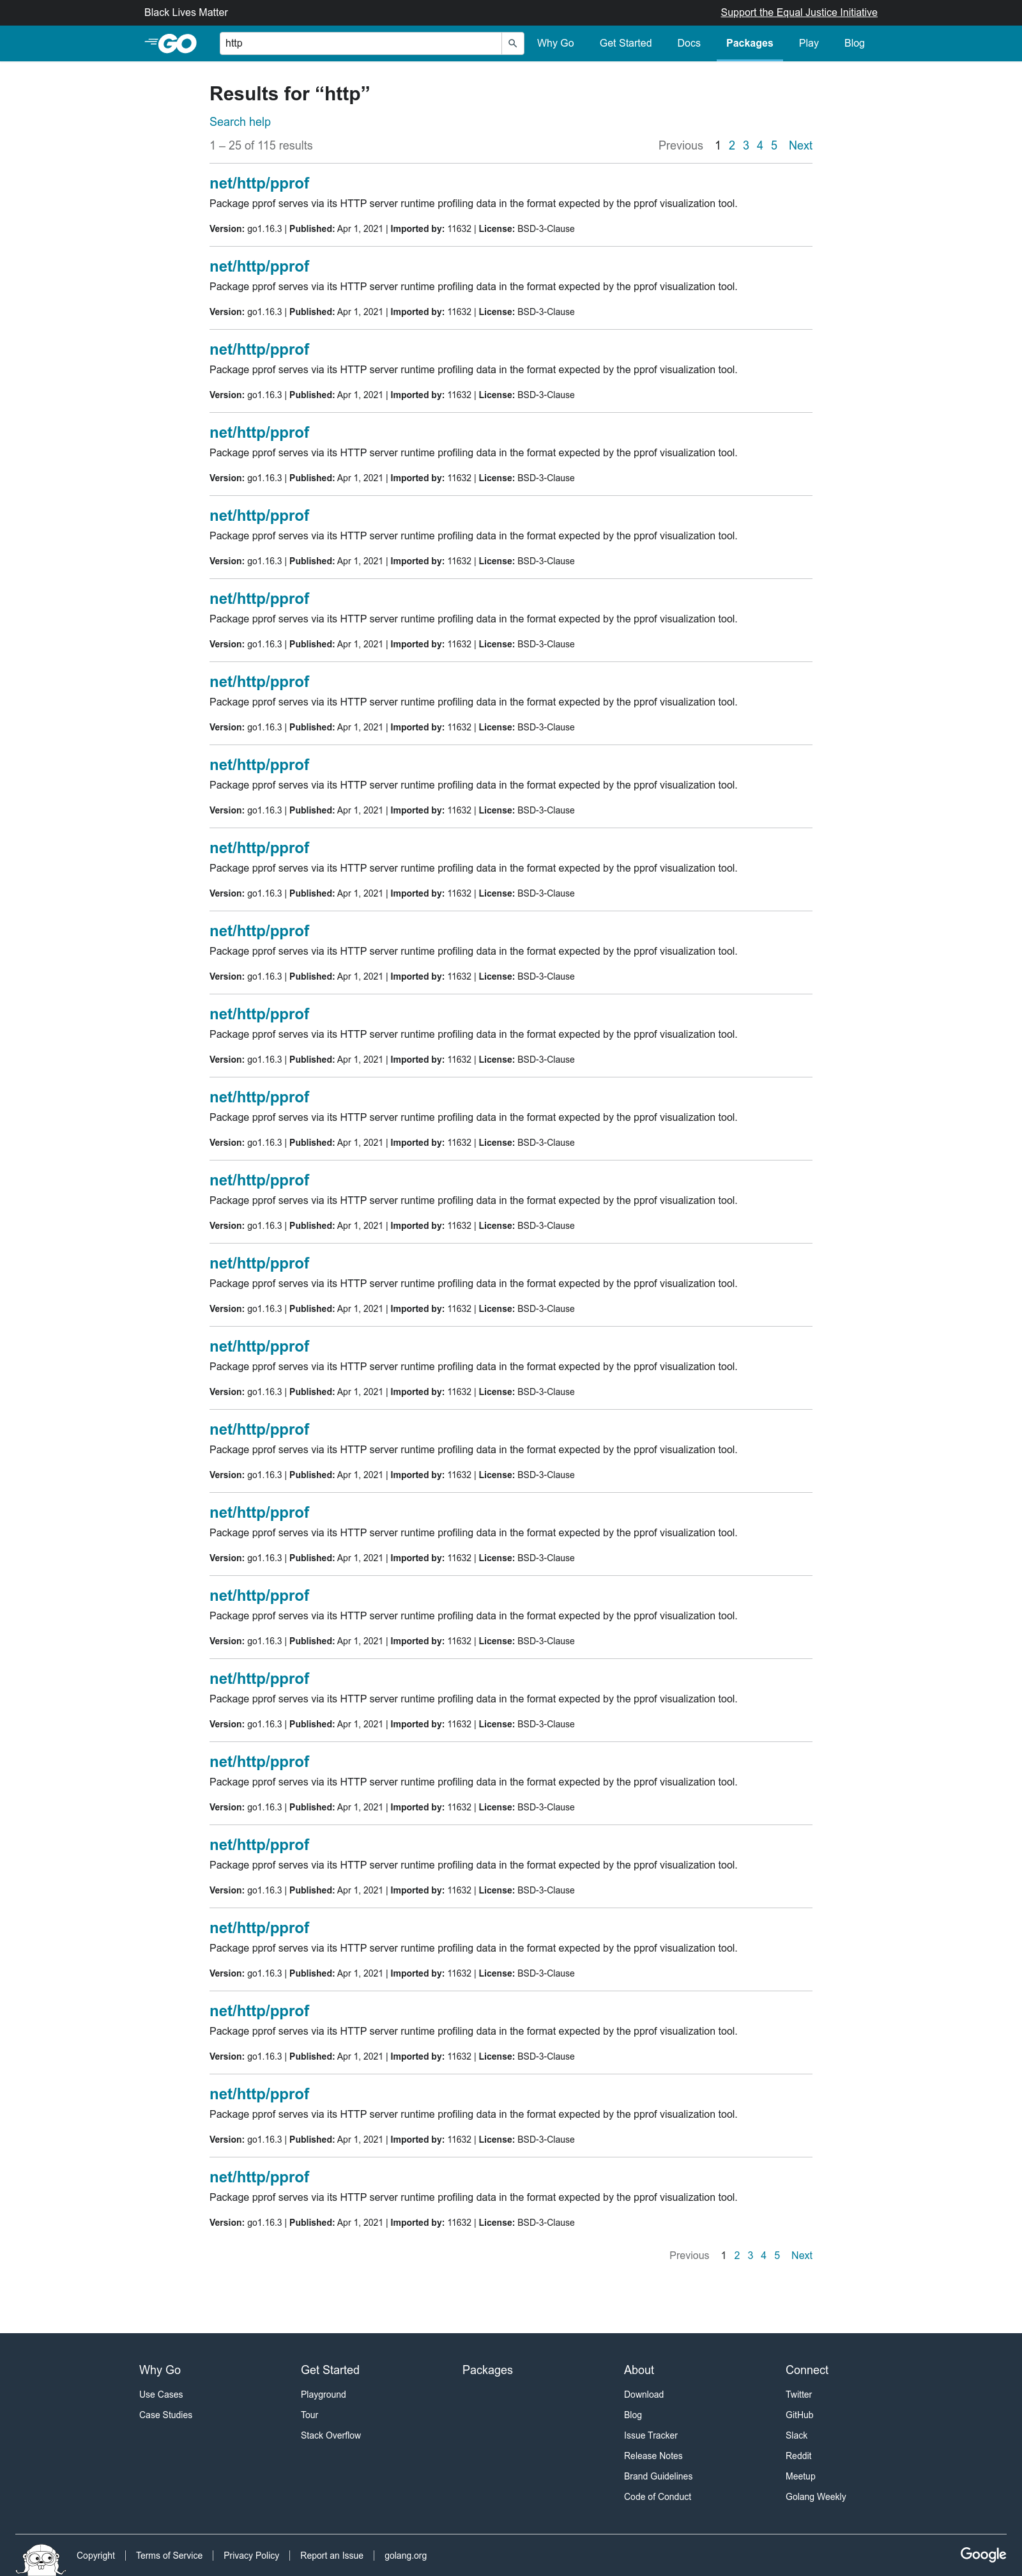 Black Lives Matter Support the Equal Justice Initiative
GO http Why Go Get Started Docs Packages Play Blog
Results for “http”
Search help
1 – 25 of 115 results Previous 1 2 3 4 5 Next
net/http/pprof
Package pprof serves via its HTTP server runtime profiling data in the format expected by the pprof visualization tool.
Version: go1.16.3 | Published: Apr 1, 2021 | Imported by: 11632 | License: BSD-3-Clause
net/http/pprof
Package pprof serves via its HTTP server runtime profiling data in the format expected by the pprof visualization tool.
Version: go1.16.3 | Published: Apr 1, 2021 | Imported by: 11632 | License: BSD-3-Clause
net/http/pprof
Package pprof serves via its HTTP server runtime profiling data in the format expected by the pprof visualization tool.
Version: go1.16.3 | Published: Apr 1, 2021 | Imported by: 11632 | License: BSD-3-Clause
net/http/pprof
Package pprof serves via its HTTP server runtime profiling data in the format expected by the pprof visualization tool.
Version: go1.16.3 | Published: Apr 1, 2021 | Imported by: 11632 | License: BSD-3-Clause
net/http/pprof
Package pprof serves via its HTTP server runtime profiling data in the format expected by the pprof visualization tool.
Version: go1.16.3 | Published: Apr 1, 2021 | Imported by: 11632 | License: BSD-3-Clause
net/http/pprof
Package pprof serves via its HTTP server runtime profiling data in the format expected by the pprof visualization tool.
Version: go1.16.3 | Published: Apr 1, 2021 | Imported by: 11632 | License: BSD-3-Clause
net/http/pprof
Package pprof serves via its HTTP server runtime profiling data in the format expected by the pprof visualization tool.
Version: go1.16.3 | Published: Apr 1, 2021 | Imported by: 11632 | License: BSD-3-Clause
net/http/pprof
Package pprof serves via its HTTP server runtime profiling data in the format expected by the pprof visualization tool.
Version: go1.16.3 | Published: Apr 1, 2021 | Imported by: 11632 | License: BSD-3-Clause
net/http/pprof
Package pprof serves via its HTTP server runtime profiling data in the format expected by the pprof visualization tool.
Version: go1.16.3 | Published: Apr 1, 2021 | Imported by: 11632 | License: BSD-3-Clause
net/http/pprof
Package pprof serves via its HTTP server runtime profiling data in the format expected by the pprof visualization tool.
Version: go1.16.3 | Published: Apr 1, 2021 | Imported by: 11632 | License: BSD-3-Clause
net/http/pprof
Package pprof serves via its HTTP server runtime profiling data in the format expected by the pprof visualization tool.
Version: go1.16.3 | Published: Apr 1, 2021 | Imported by: 11632 | License: BSD-3-Clause
net/http/pprof
Package pprof serves via its HTTP server runtime profiling data in the format expected by the pprof visualization tool.
Version: go1.16.3 | Published: Apr 1, 2021 | Imported by: 11632 | License: BSD-3-Clause
net/http/pprof
Package pprof serves via its HTTP server runtime profiling data in the format expected by the pprof visualization tool.
Version: go1.16.3 | Published: Apr 1, 2021 | Imported by: 11632 | License: BSD-3-Clause
net/http/pprof
Package pprof serves via its HTTP server runtime profiling data in the format expected by the pprof visualization tool.
Version: go1.16.3 | Published: Apr 1, 2021 | Imported by: 11632 | License: BSD-3-Clause
net/http/pprof
Package pprof serves via its HTTP server runtime profiling data in the format expected by the pprof visualization tool.
Version: go1.16.3 | Published: Apr 1, 2021 | Imported by: 11632 | License: BSD-3-Clause
net/http/pprof
Package pprof serves via its HTTP server runtime profiling data in the format expected by the pprof visualization tool.
Version: go1.16.3 | Published: Apr 1, 2021 | Imported by: 11632 | License: BSD-3-Clause
net/http/pprof
Package pprof serves via its HTTP server runtime profiling data in the format expected by the pprof visualization tool.
Version: go1.16.3 | Published: Apr 1, 2021 | Imported by: 11632 | License: BSD-3-Clause
net/http/pprof
Package pprof serves via its HTTP server runtime profiling data in the format expected by the pprof visualization tool.
Version: go1.16.3 | Published: Apr 1, 2021 | Imported by: 11632 | License: BSD-3-Clause
net/http/pprof
Package pprof serves via its HTTP server runtime profiling data in the format expected by the pprof visualization tool.
Version: go1.16.3 | Published: Apr 1, 2021 | Imported by: 11632 | License: BSD-3-Clause
net/http/pprof
Package pprof serves via its HTTP server runtime profiling data in the format expected by the pprof visualization tool.
Version: go1.16.3 | Published: Apr 1, 2021 | Imported by: 11632 | License: BSD-3-Clause
net/http/pprof
Package pprof serves via its HTTP server runtime profiling data in the format expected by the pprof visualization tool.
Version: go1.16.3 | Published: Apr 1, 2021 | Imported by: 11632 | License: BSD-3-Clause
net/http/pprof
Package pprof serves via its HTTP server runtime profiling data in the format expected by the pprof visualization tool.
Version: go1.16.3 | Published: Apr 1, 2021 | Imported by: 11632 | License: BSD-3-Clause
net/http/pprof
Package pprof serves via its HTTP server runtime profiling data in the format expected by the pprof visualization tool.
Version: go1.16.3 | Published: Apr 1, 2021 | Imported by: 11632 | License: BSD-3-Clause
net/http/pprof
Package pprof serves via its HTTP server runtime profiling data in the format expected by the pprof visualization tool.
Version: go1.16.3 | Published: Apr 1, 2021 | Imported by: 11632 | License: BSD-3-Clause
net/http/pprof
Package pprof serves via its HTTP server runtime profiling data in the format expected by the pprof visualization tool.
Version: go1.16.3 | Published: Apr 1, 2021 | Imported by: 11632 | License: BSD-3-Clause
Previous 1 2 3 4 5 Next
Why Go
Use Cases
Case Studies
Get Started
Playground
Tour
Stack Overflow
Packages
About
Download
Blog
Issue Tracker
Release Notes
Brand Guidelines
Code of Conduct
Connect
Twitter
GitHub
Slack
Reddit
Meetup
Golang Weekly
Copyright Terms of Service Privacy Policy Report an Issue golang.org Google